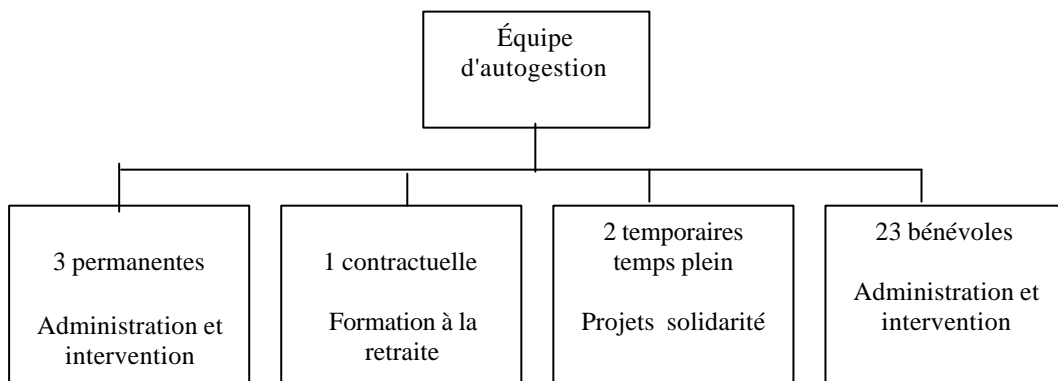 Équipe
d'autogestion
3 permanentes
Administration et
intervention
1 contractuelle
Formation à la
retraite
2 temporaires
temps plein
Projets solidarité
23 bénévoles
Administration et
intervention